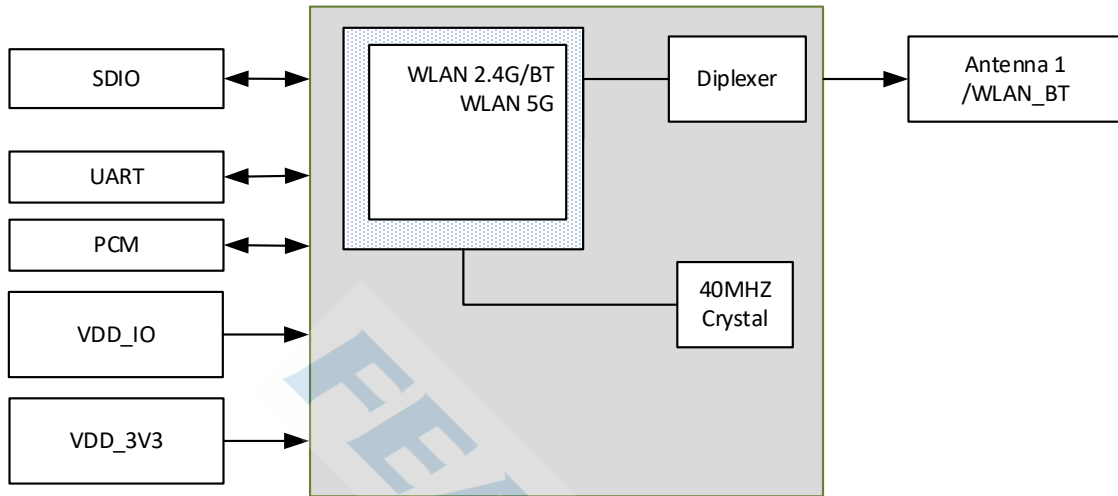 SDIO
UART
PCM
VDD_IO
VDD_3V3
WLAN 2.4G/BT
WLAN 5G
Diplexer
40MHZ
Crystal
Antenna 1
/WLAN_BT